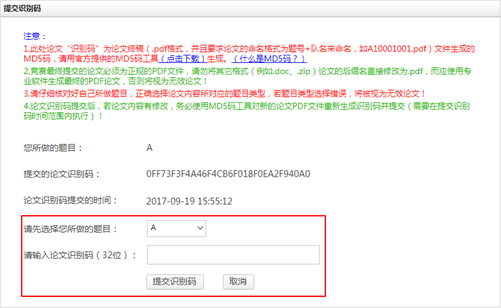 提交识别码
注意：
1.此处论文“识别码”为论文终稿（.pdf格式，并且要求论文的命名格式为题号+队名来命名，如A10001001.pdf）文件生成的
MD5码，请用官方提供的MD5码工具（点击下载）生成。（什么是MD5码？）
2.竞赛最终提交的论文必须为正规的PDF文件，请勿将其它格式（例如.doc、.zip）论文的后缀名直接修改为.pdf，而应使用专
业软件生成最终的PDF论文，否则将视为无效论文！
3.请仔细核对好自己所做题目，正确选择论文内容所对应的题目类型，若题目类型选择错误，将被视为无效论文！
4.论文识别码提交后，若论文内容有修改，务必使用MD5码工具对新的论文PDF文件重新生成识别码并提交（需要在提交识别
码时间范围内执行）！
您所做的题目： A
提交的论文识别码： 0FF73F3F4A46F4CB6F018F0EA2F940A0
论文识别码提交的时间： 2017-09-19 15:55:12
请先选择您所做的题目： A
请输入论文识别码（32位）：
提交识别码 取消